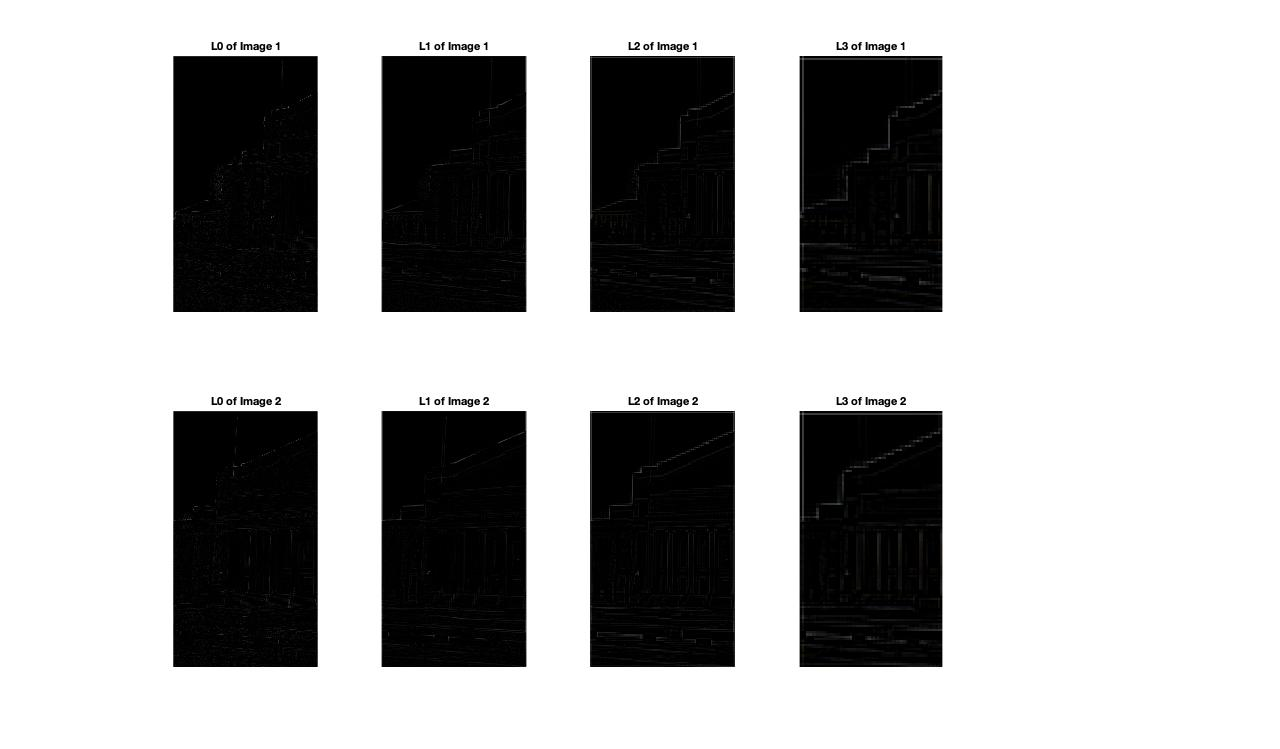 L0 of Image 1
L1 of Image 1
L2 of Image 1
L3 of Image 1
L0 of Image 2
L1 of Image 2
L2 of Image 2
L3 of Image 2